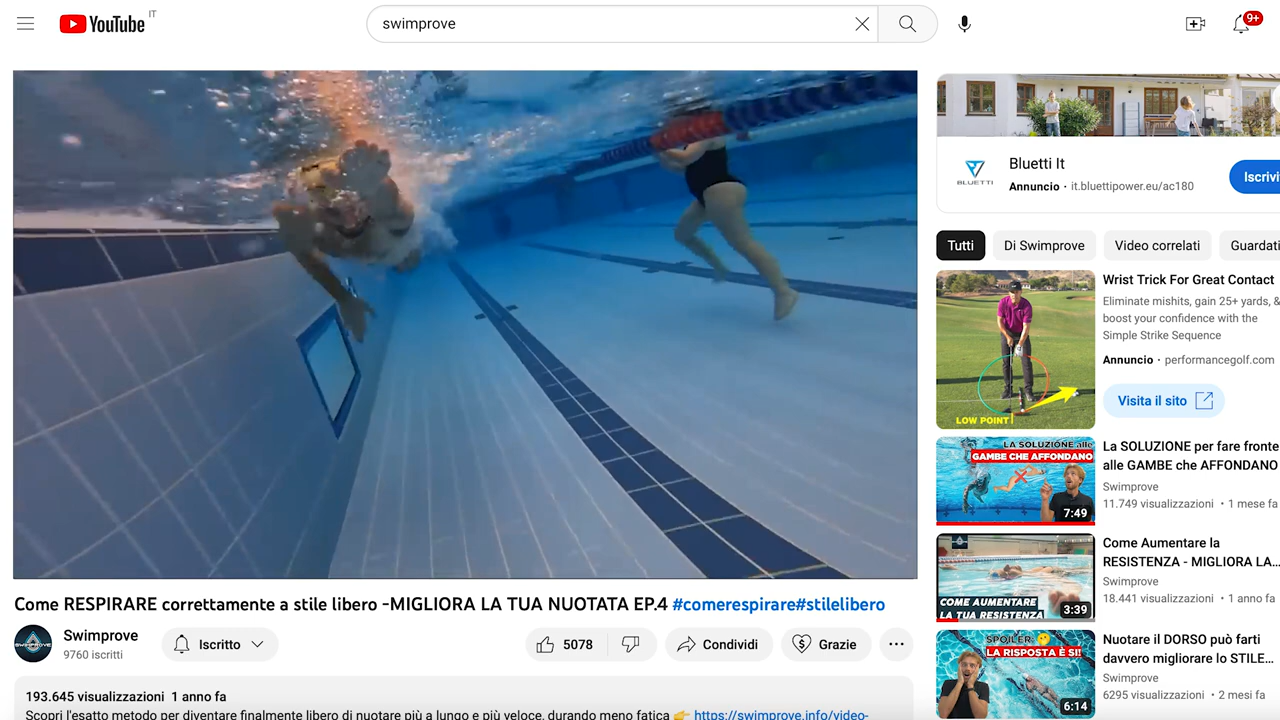 YouTube IT
swimprove
9+
Bluetti It
BLUETTI
Annuncio · it.bluettipower.eu/ac180
Iscrivi
Tutti
Di Swimprove
Video correlati
Guardati
Wrist Trick For Great Contact
Eliminate mishits, gain 25+ yards, &
boost your confidence with the
Simple Strike Sequence
Annuncio · performancegolf.com
Visita il sito
LOW POINT
LA SOLUZIONE alle
GAMBE CHE AFFONDANO
7:49
La SOLUZIONE per fare fronte
alle GAMBE che AFFONDANO
Swimprove
11.749 visualizzazioni · 1 mese fa
COME AUMENTARE
LA TUA RESISTENZA
3:39
Come Aumentare la
RESISTENZA - MIGLIORA LA...
Swimprove
18.441 visualizzazioni · 1 anno fa
SPOILER:🤔
LA RISPOSTA È SI!
6:14
Nuotare il DORSO può farti
davvero migliorare lo STILE...
Swimprove
6295 visualizzazioni · 2 mesi fa
Come RESPIRARE correttamente a stile libero -MIGLIORA LA TUA NUOTATA EP.4 #comerespirare#stilelibero
SWIMPROVE
Swimprove
9760 iscritti
Iscritto
5078
Condividi
Grazie
193.645 visualizzazioni 1 anno fa
Scopri l'esatto metodo per diventare finalmente libero di nuotare più a lungo e più veloce, durando meno fatica 👉 https://swimprove.info/video-